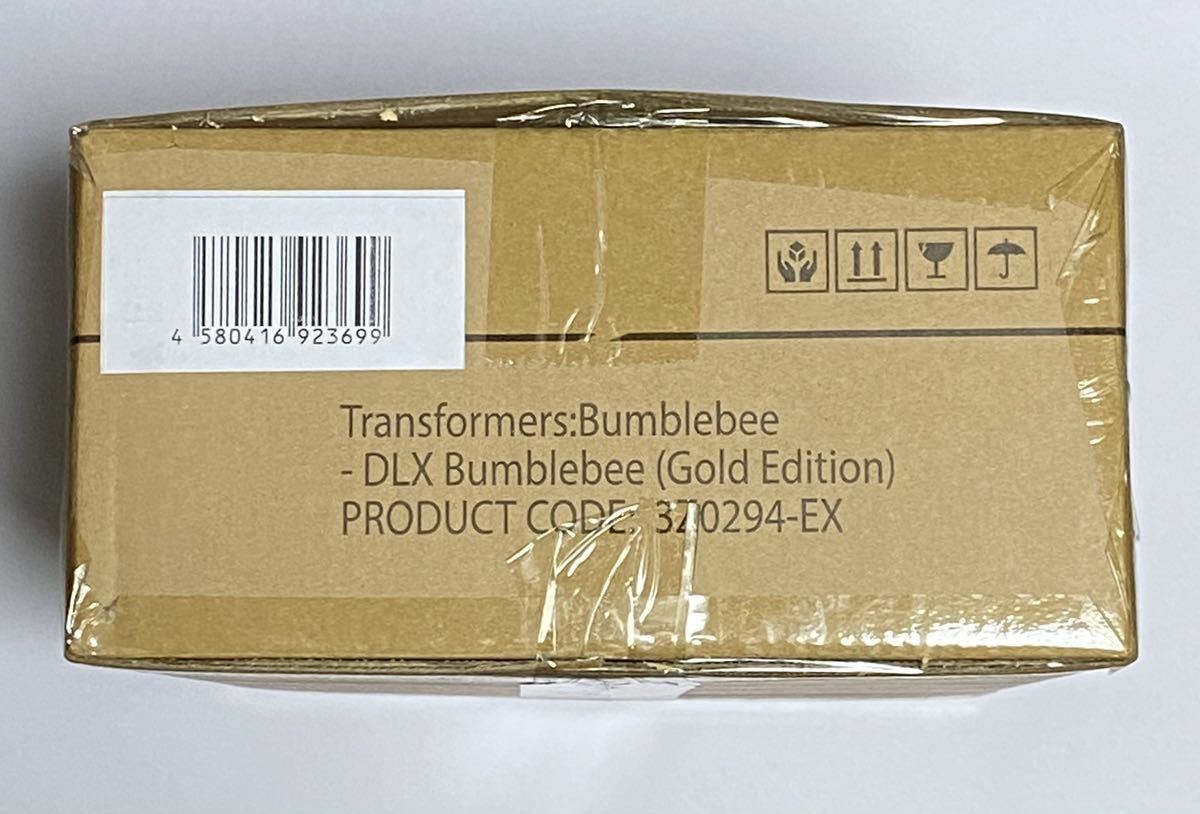 4 580416 923699
Transformers:Bumblebee
- DLX Bumblebee (Gold Edition)
PRODUCT CODE: 3Z0294-EX